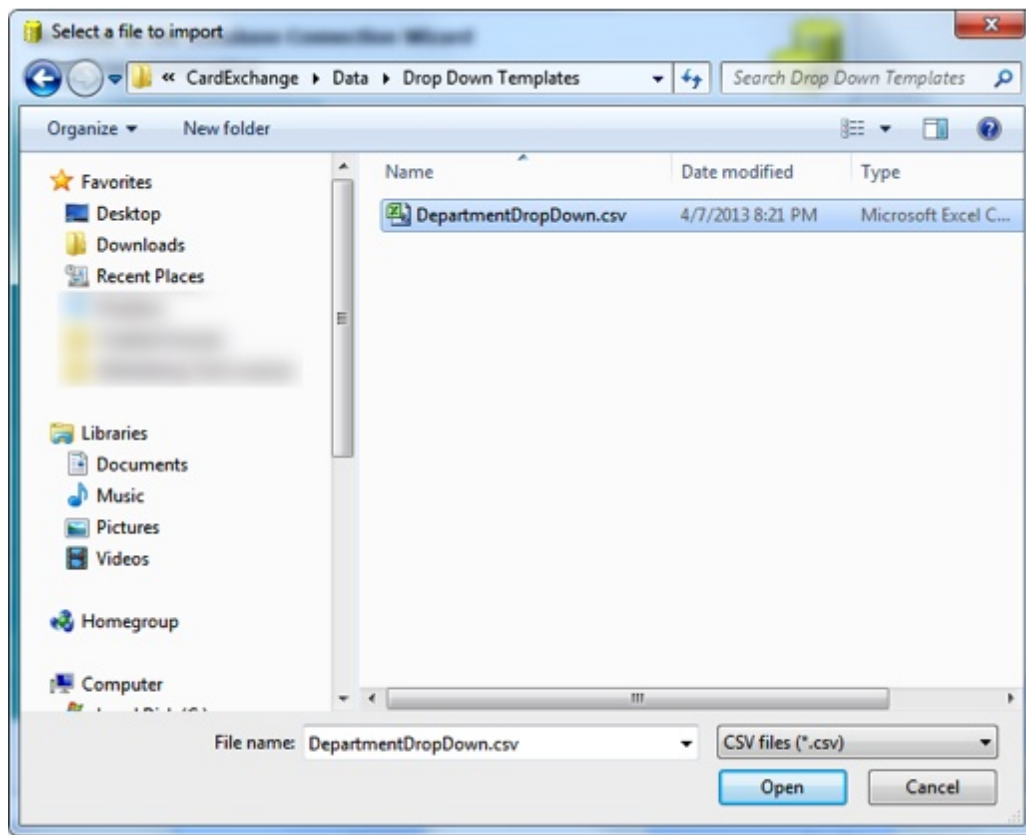 Select a file to import
« CardExchange ▸ Data ▸ Drop Down Templates
Search Drop Down Templates
Organize
New folder
Favorites
Desktop
Downloads
Recent Places
Libraries
Documents
Music
Pictures
Videos
Homegroup
Computer
Name Date modified Type
DepartmentDropDown.csv 4/7/2013 8:21 PM Microsoft Excel C...
File name: DepartmentDropDown.csv
CSV files (*.csv)
Open Cancel